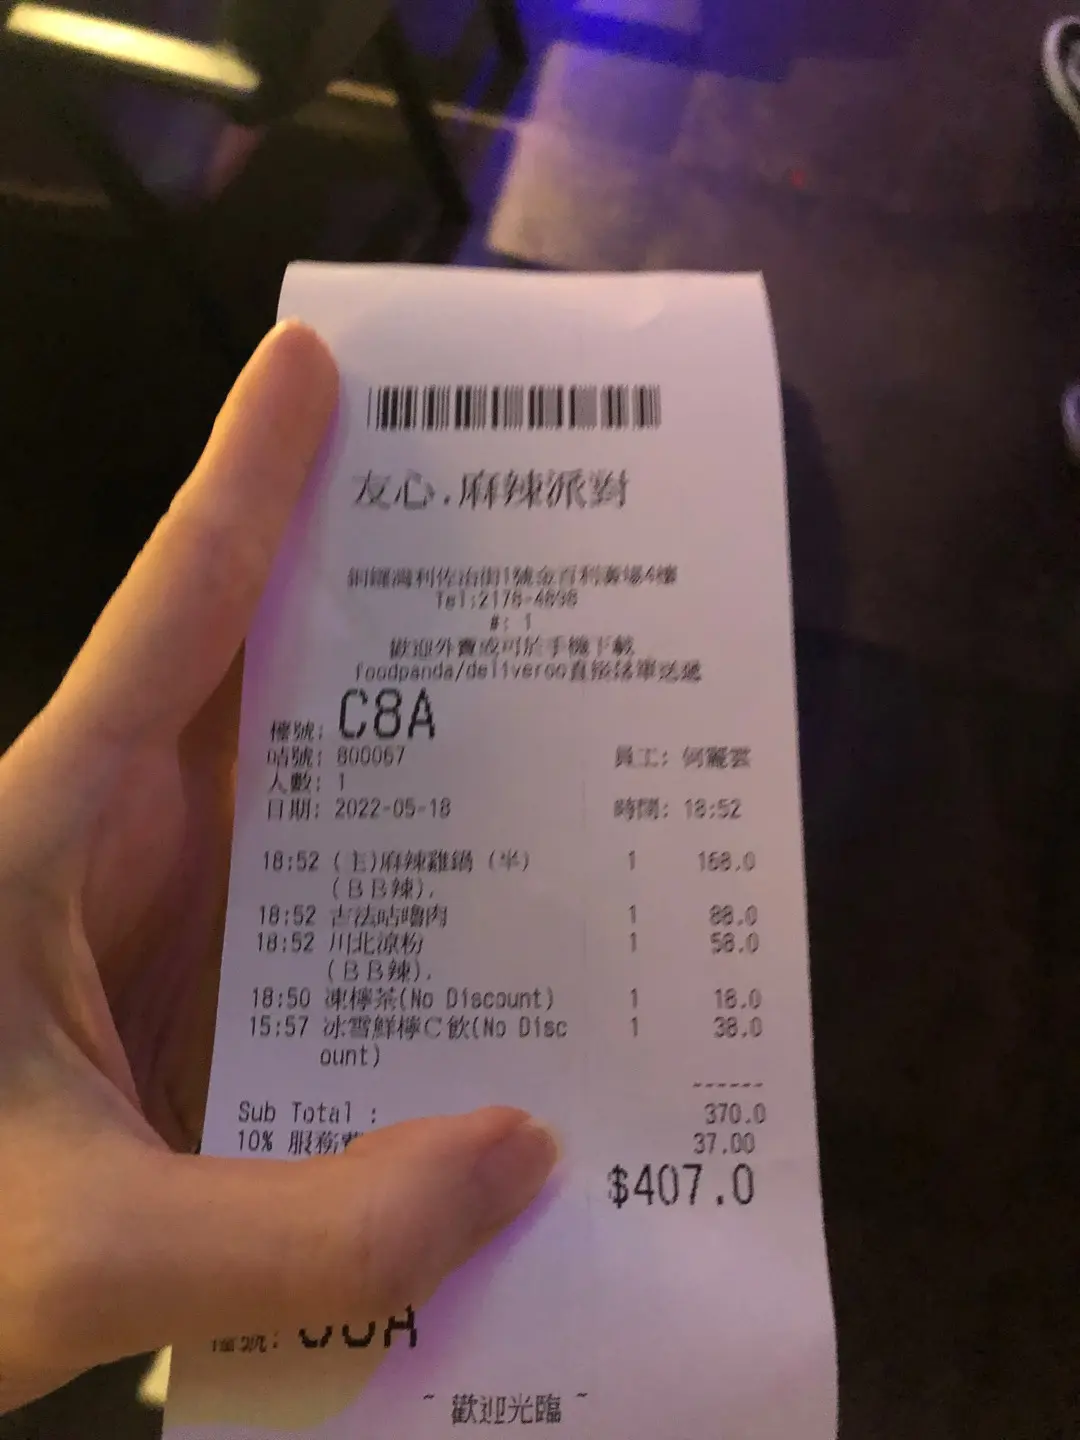 友心.麻辣派對
銅鑼灣利佐治街1號金百利廣場4樓
Tel:2178-4898
#: 1
歡迎外賣或可於手機下載
foodpanda/deliveroo直接落單送遞
檯號: C8A
咭號: 800067 員工: 何麗雲
人數: 1
日期: 2022-05-18 時間: 18:52
18:52 (主)麻辣雞鍋 (半) 1 168.0
(ＢＢ辣).
18:52 古法咕嚕肉 1 88.0
18:52 川北涼粉 1 58.0
(ＢＢ辣).
18:50 凍檸茶(No Discount) 1 18.0
15:57 冰雪鮮檸Ｃ飲(No Disc 1 38.0
ount)
------
Sub Total : 370.0
10% 服務費 37.00
$407.0
檯號:
~ 歡迎光臨 ~